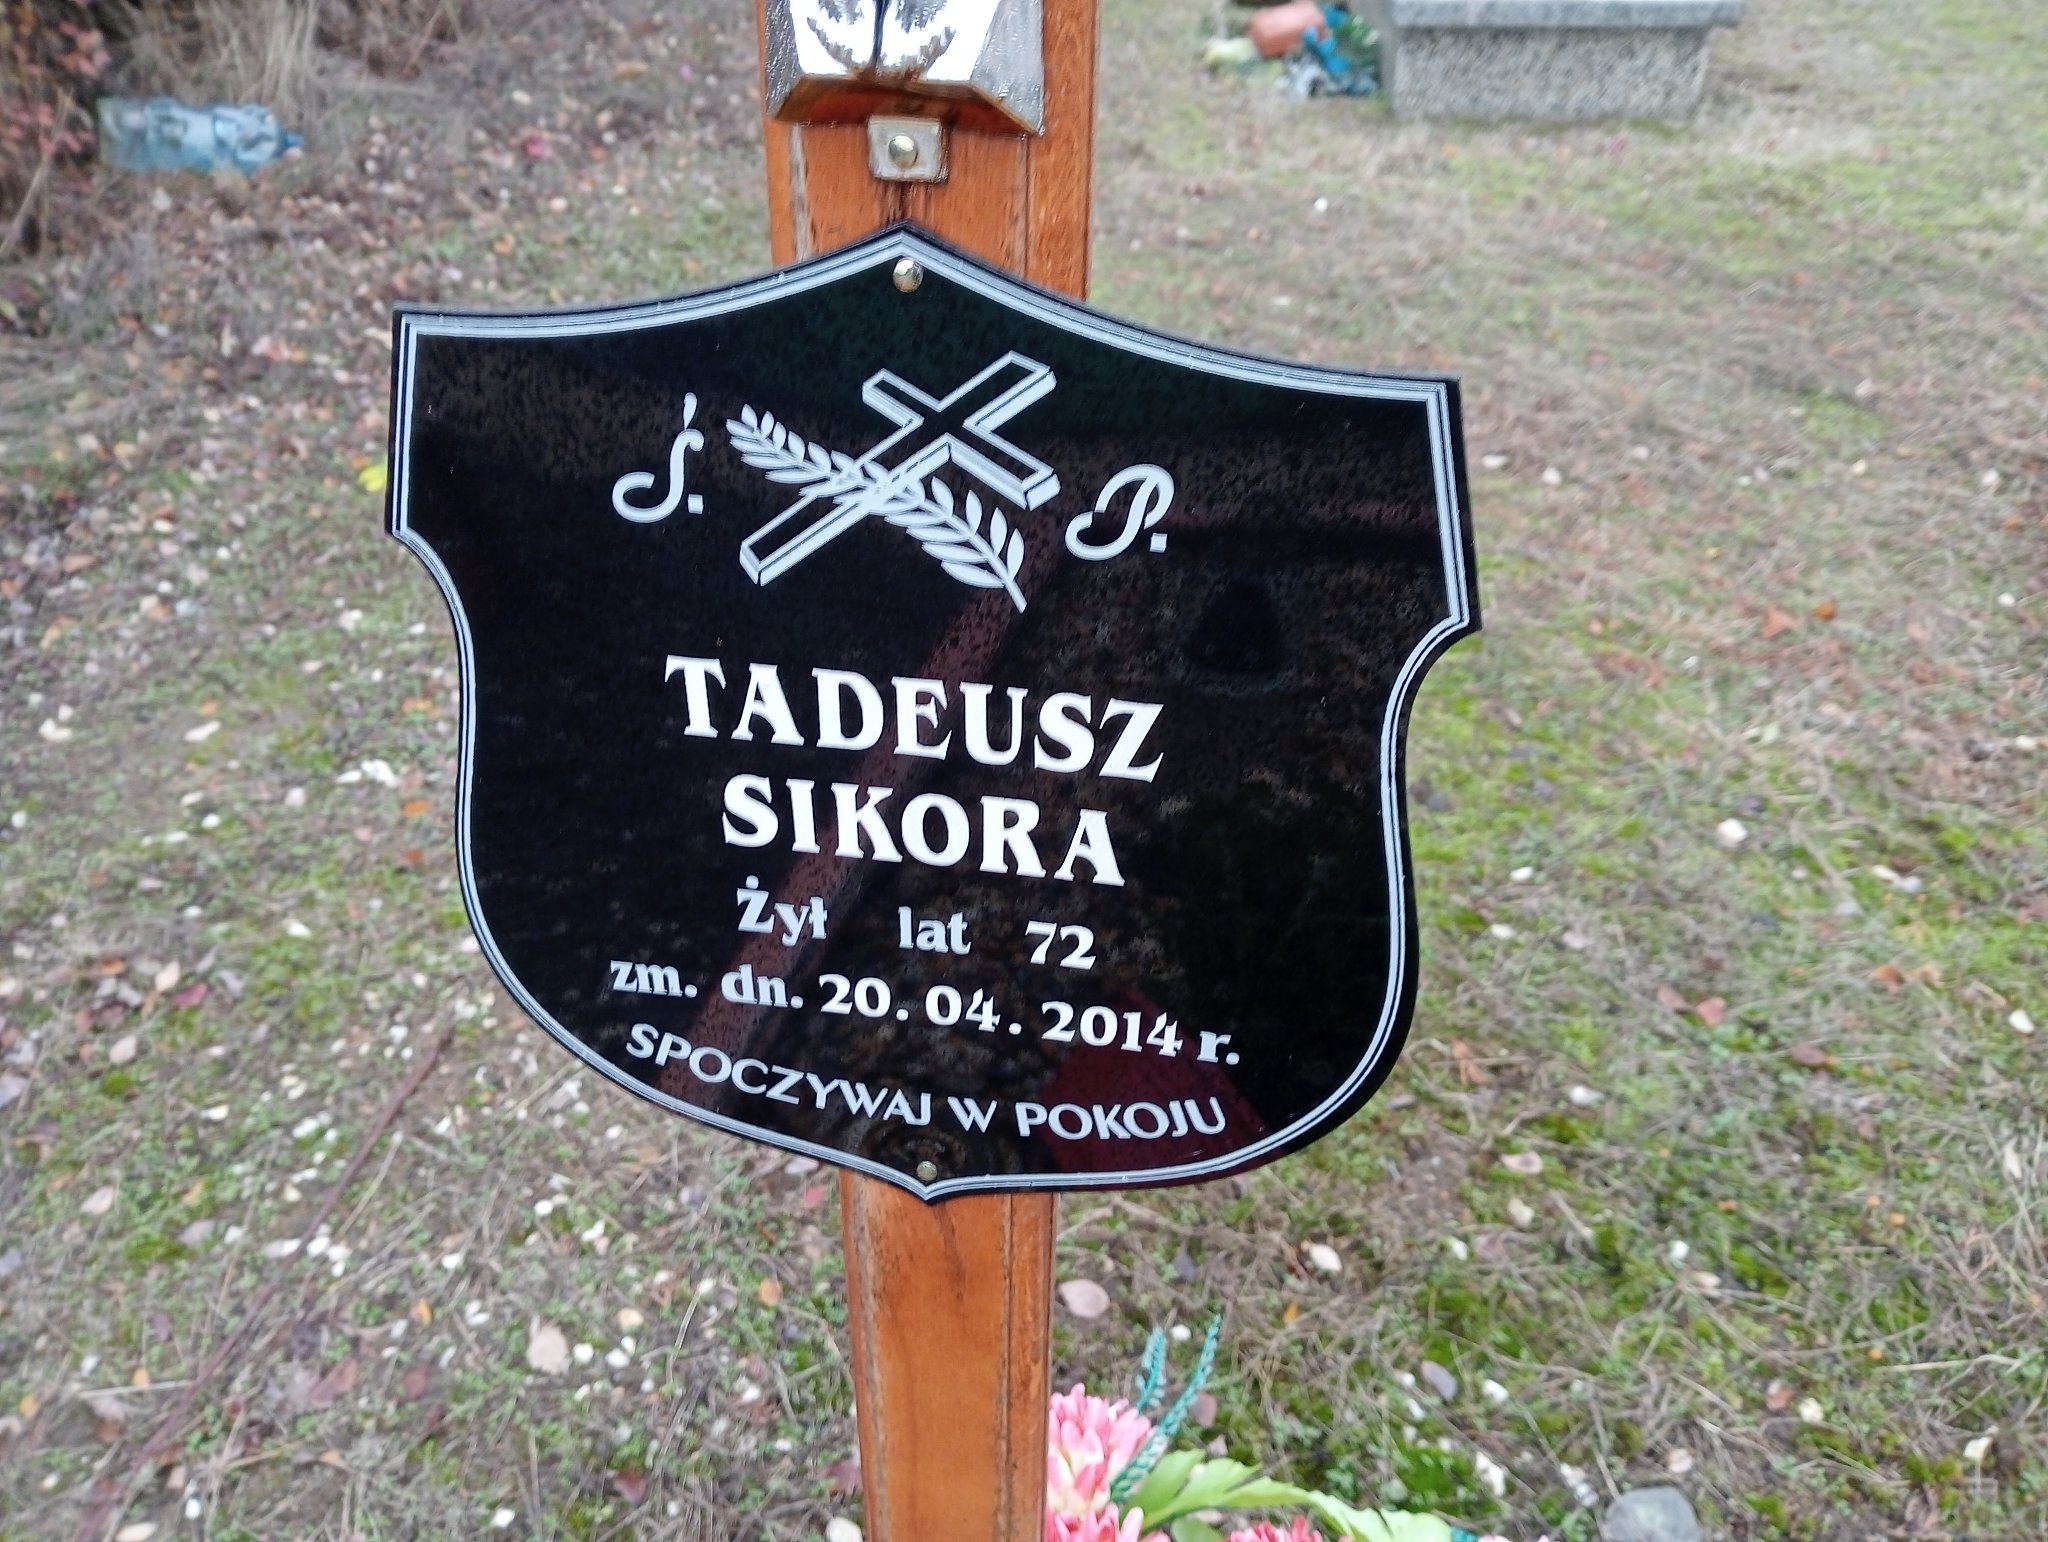 Ś. P.
TADEUSZ
SIKORA
Żył lat 72
zm. dn. 20.04.2014 r.
SPOCZYWAJ W POKOJU